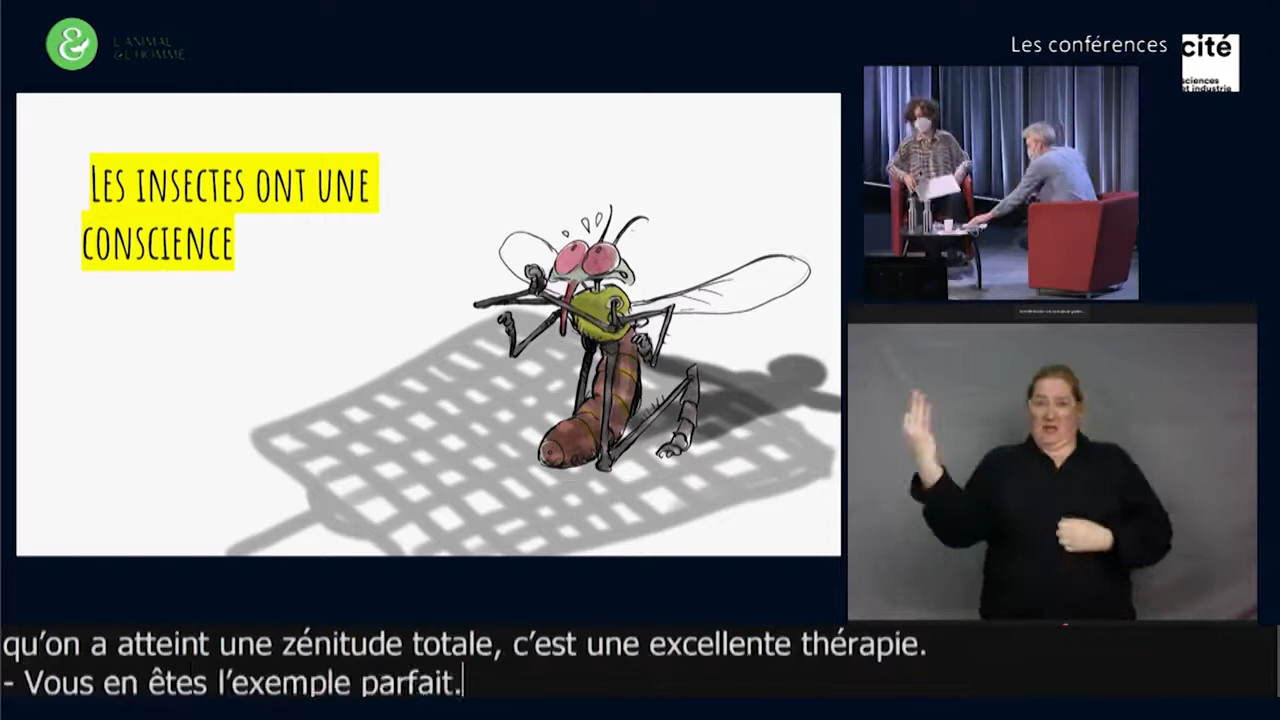 &
L'ANIMAL
& L'HOMME
Les conférences
cité
sciences
et industrie
Les insectes ont une
conscience
qu'on a atteint une zénitude totale, c'est une excellente thérapie.
- Vous en êtes l'exemple parfait.